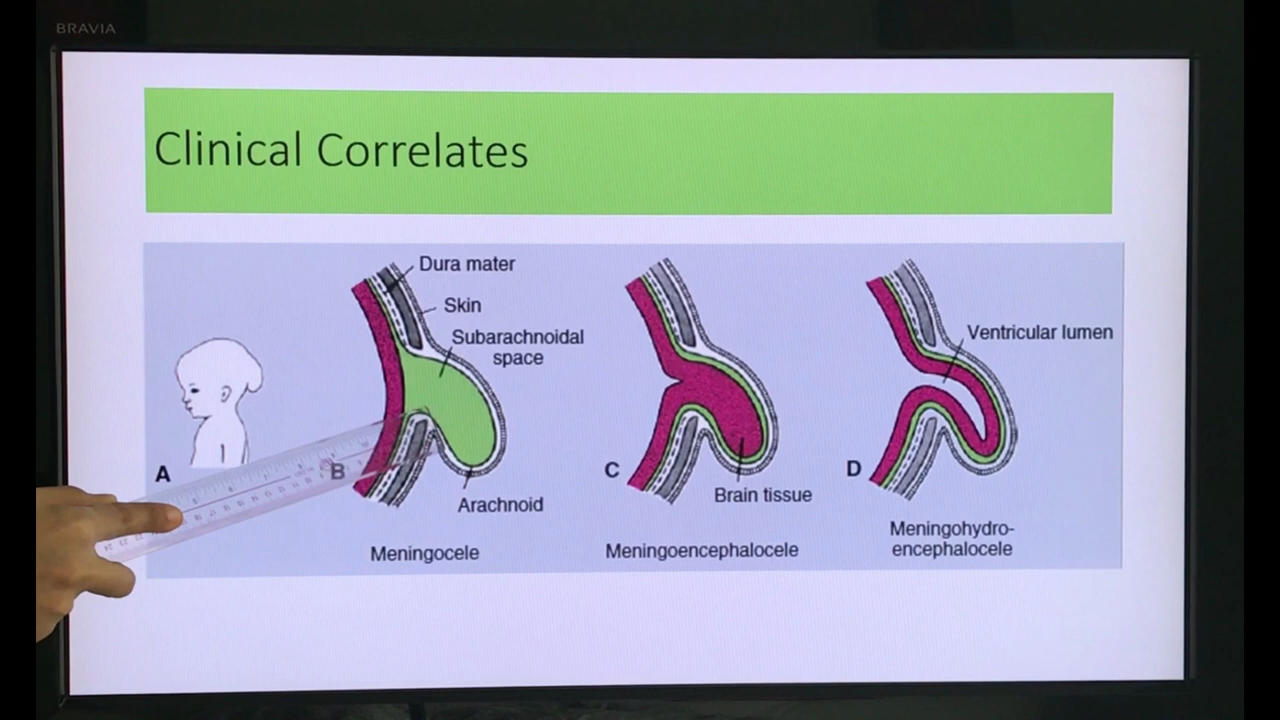 BRAVIA
Clinical Correlates
Dura mater
Skin
Subarachnoidal
space
Arachnoid
Ventricular lumen
Brain tissue
A
B
C
D
Meningocele
Meningoencephalocele
Meningohydro-
encephalocele